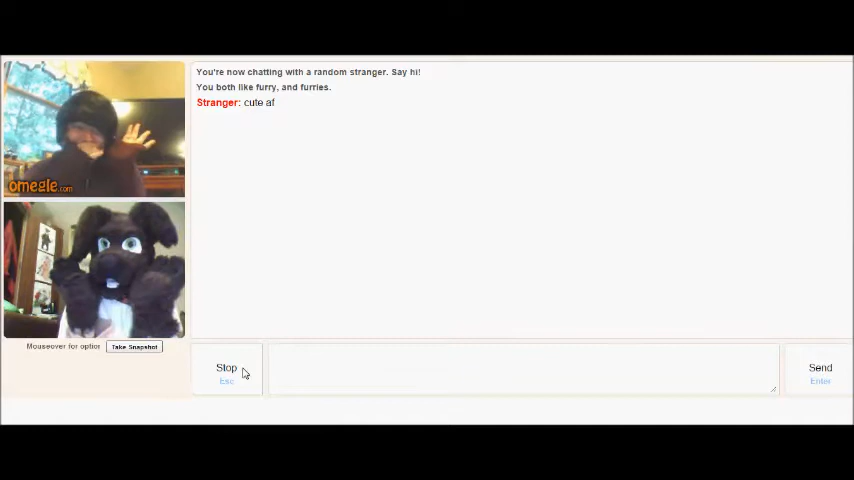 You're now chatting with a random stranger. Say hi!
You both like furry, and furries.
Stranger: cute af
omegle.com
Mouseover for option
Take Snapshot
Stop
Esc
Send
Enter